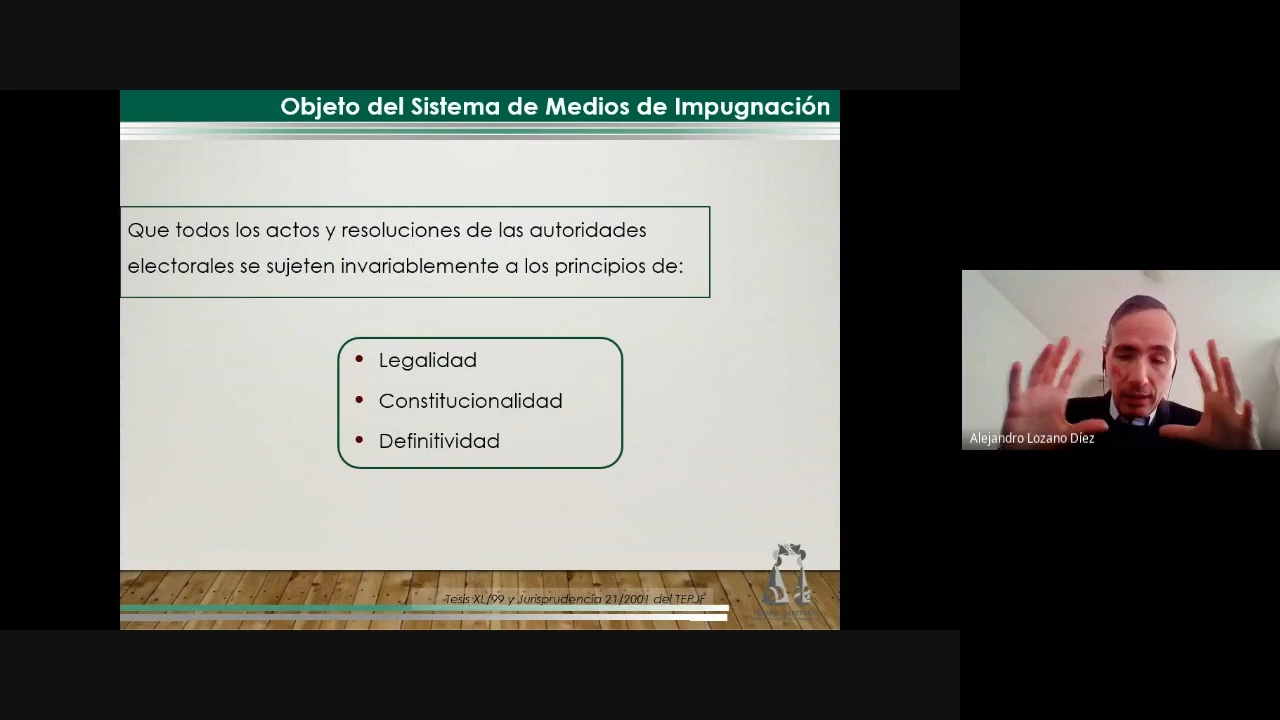 Objeto del Sistema de Medios de Impugnación
Que todos los actos y resoluciones de las autoridades
electorales se sujeten invariablemente a los principios de:
• Legalidad
• Constitucionalidad
• Definitividad
Tesis XL/99 y Jurisprudencia 21/2001 del TEPJF
Alejandro Lozano Díez